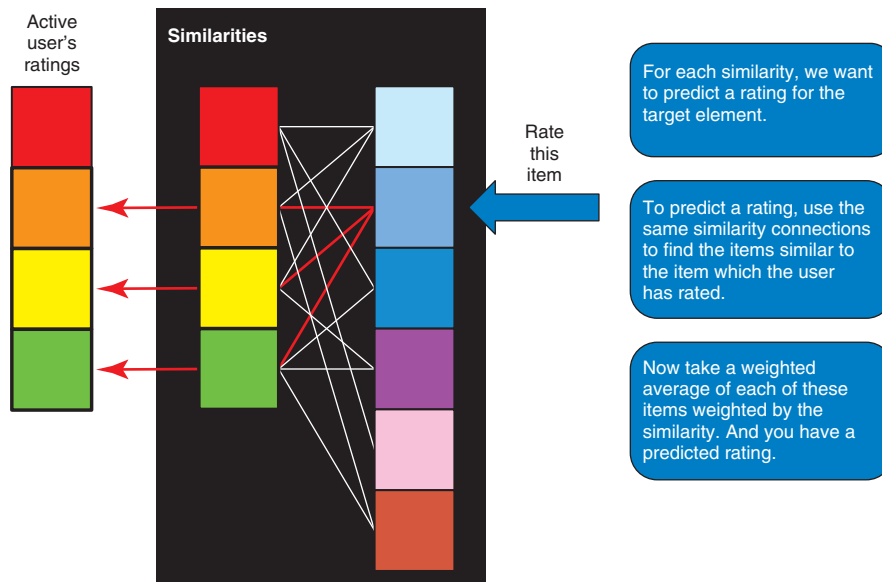 Active
user's
ratings
Similarities
Rate
this
item
For each similarity, we want
to predict a rating for the
target element.
To predict a rating, use the
same similarity connections
to find the items similar to
the item which the user
has rated.
Now take a weighted
average of each of these
items weighted by the
similarity. And you have a
predicted rating.